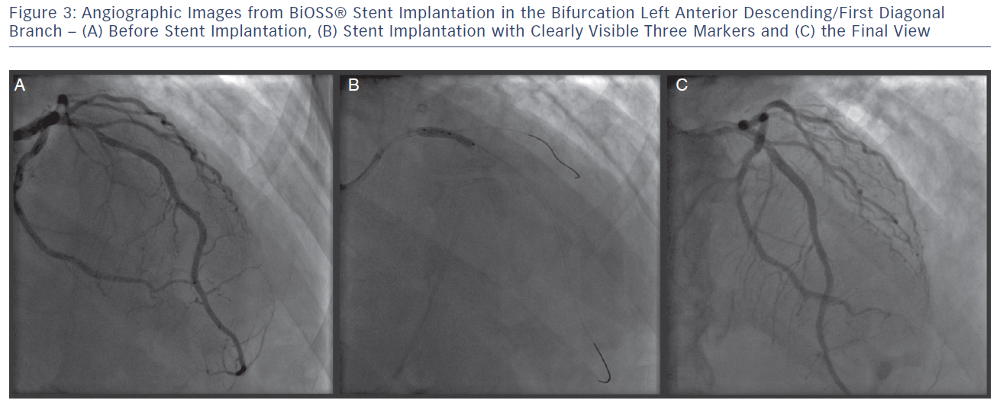 Figure 3: Angiographic Images from BiOSS® Stent Implantation in the Bifurcation Left Anterior Descending/First Diagonal
Branch – (A) Before Stent Implantation, (B) Stent Implantation with Clearly Visible Three Markers and (C) the Final View
A
B
C